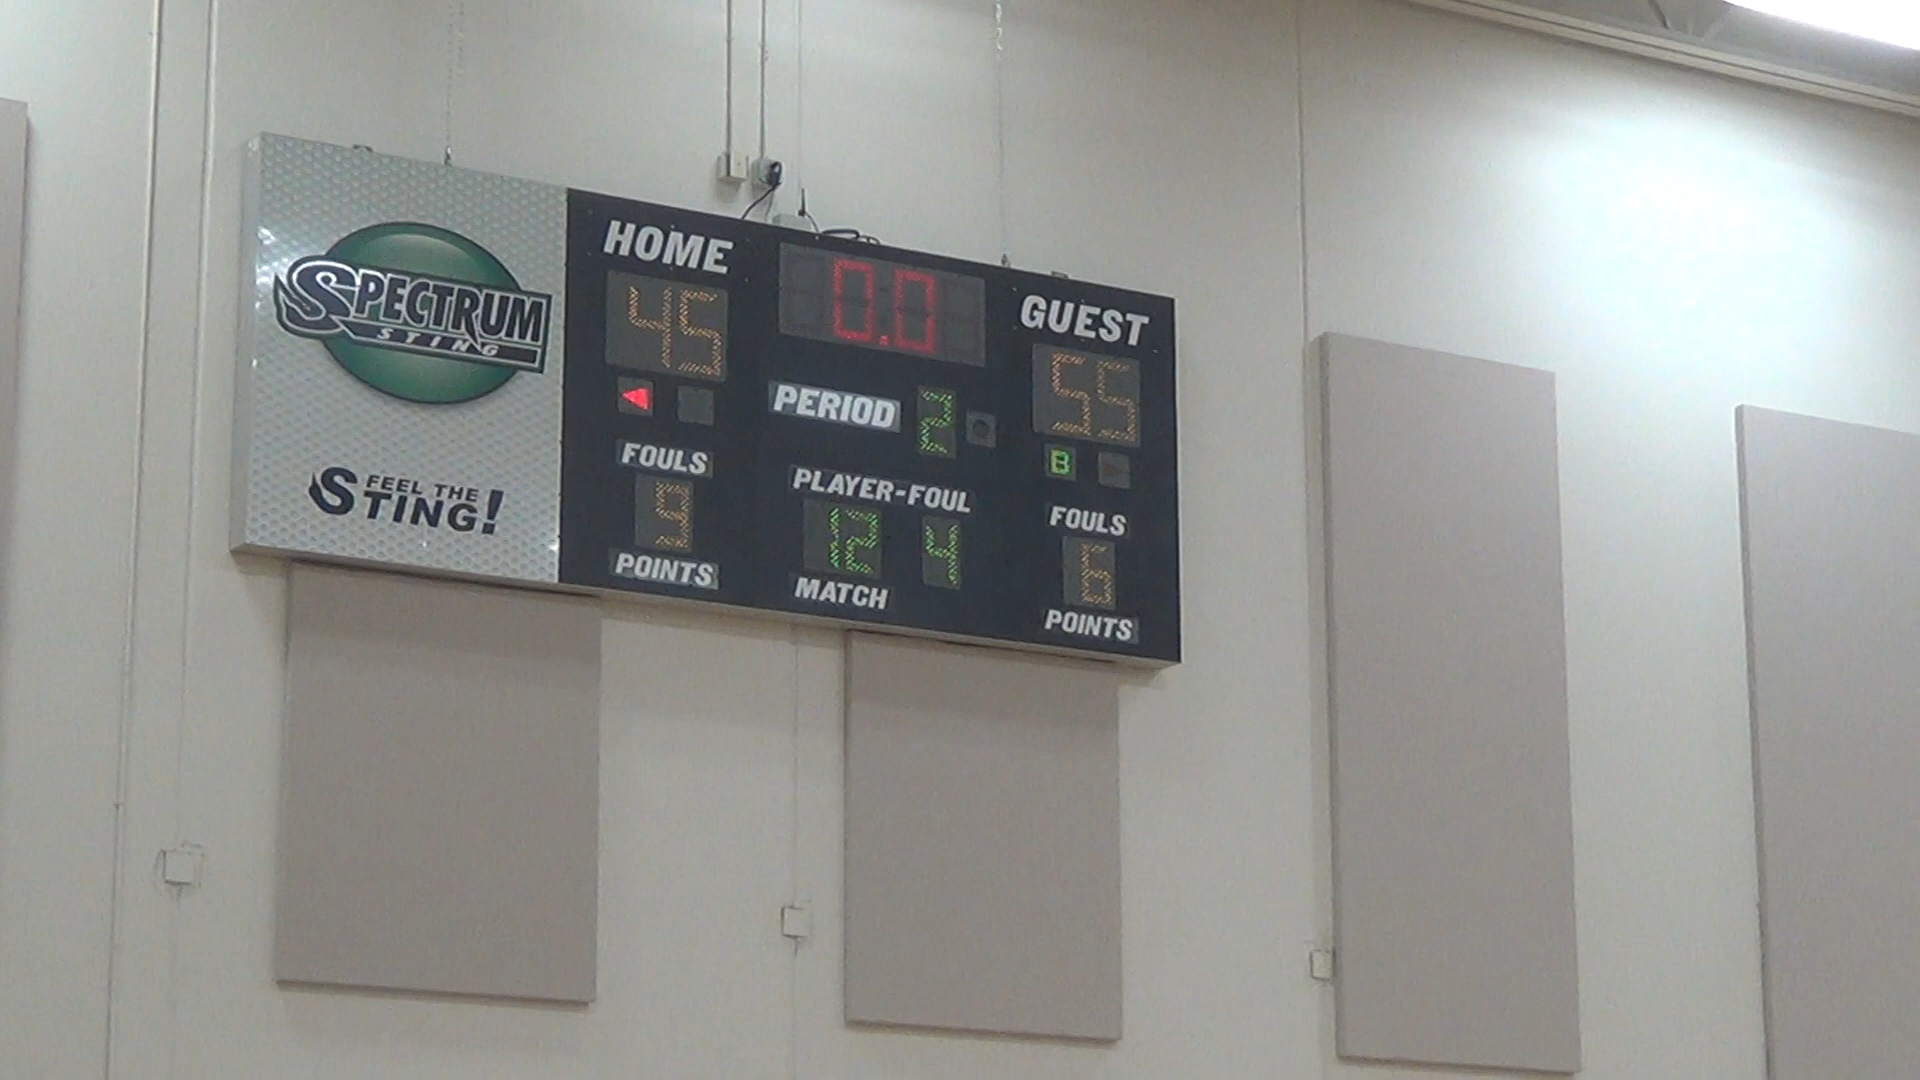 HOME
0.0
GUEST
45
55
SPECTRUM
STING
PERIOD 2
B
FOULS
PLAYER-FOUL
FOULS
FEEL THE
STING!
9
12 4
6
POINTS
MATCH
POINTS